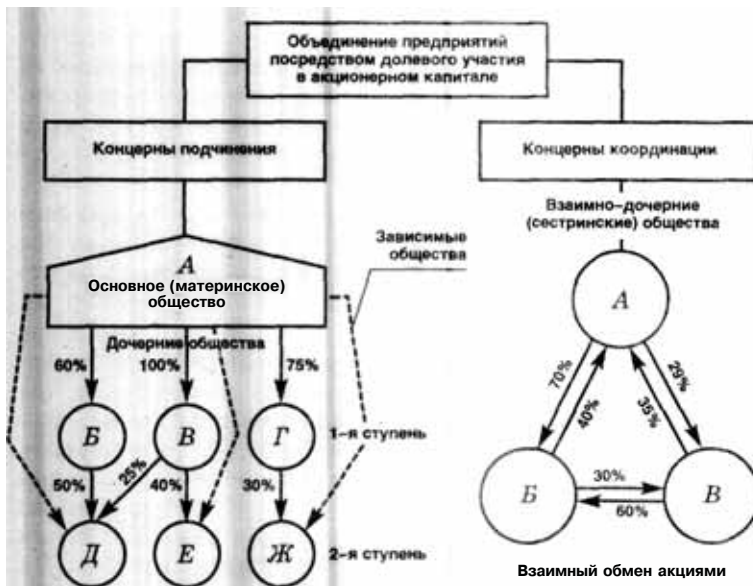 Объединение предприятий
посредством долевого участия
в акционерном капитале
Концерны подчинения
Концерны координации
Взаимно-дочерние
(сестринские) общества
Зависимые
общества
А
Основное (материнское)
общество
Дочерние общества
60%
100%
75%
Б
В
Г
1-я ступень
50%
25%
40%
30%
Д
Е
Ж
2-я ступень
А
70%
40%
29%
35%
Б
30%
60%
В
Взаимный обмен акциями